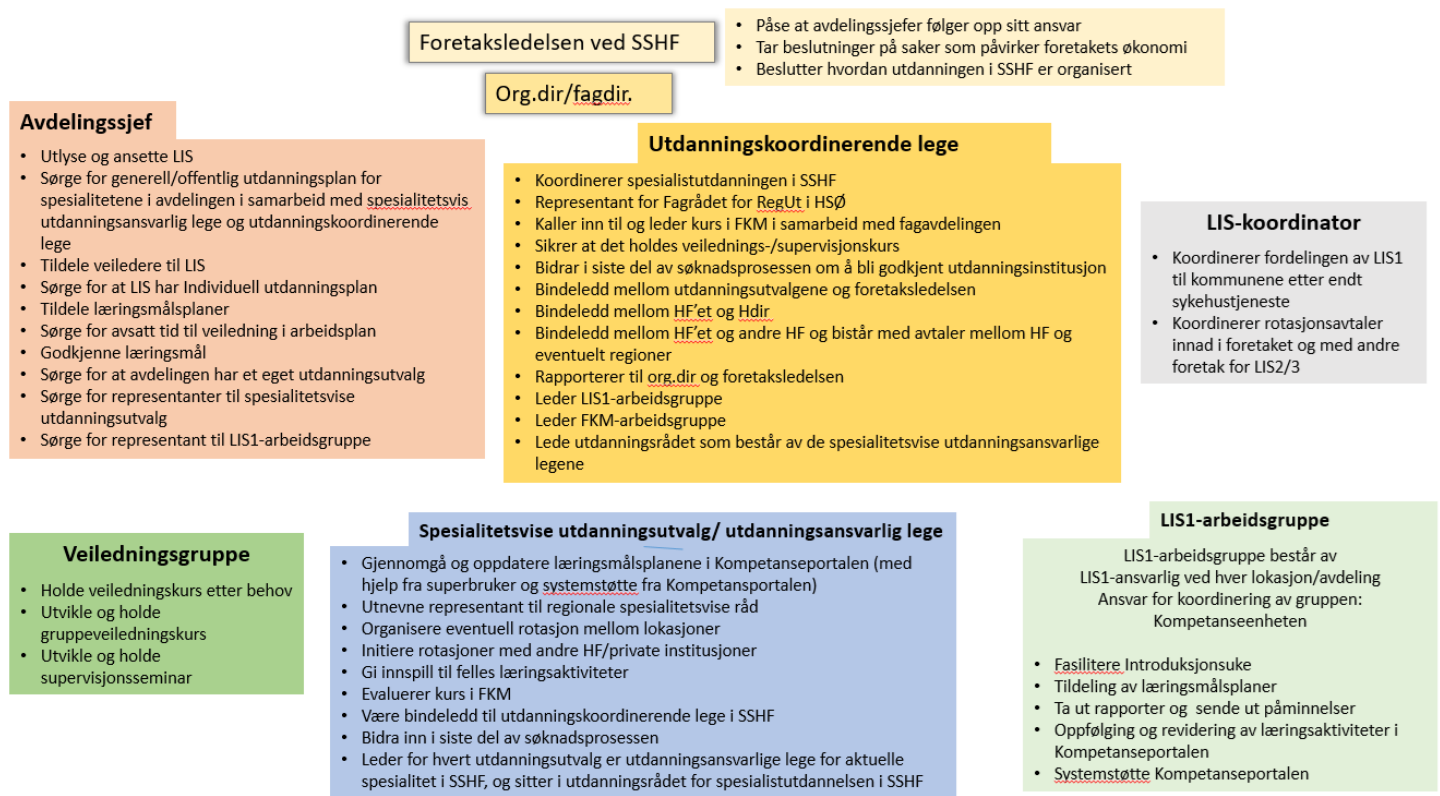 Foretaksledelsen ved SSHF
• Påse at avdelingssjefer følger opp sitt ansvar
• Tar beslutninger på saker som påvirker foretakets økonomi
• Beslutter hvordan utdanningen i SSHF er organisert
Org.dir/fagdir.
Avdelingssjef
• Utlyse og ansette LIS
• Sørge for generell/offentlig utdanningsplan for
spesialitetene i avdelingen i samarbeid med spesialitetsvis
utdanningsansvarlig lege og utdanningskoordinerende
lege
• Tildele veiledere til LIS
• Sørge for at LIS har Individuell utdanningsplan
• Tildele læringsmålsplaner
• Sørge for avsatt tid til veiledning i arbeidsplan
• Godkjenne læringsmål
• Sørge for at avdelingen har et eget utdanningsutvalg
• Sørge for representanter til spesialitetsvise
utdanningsutvalg
• Sørge for representant til LIS1-arbeidsgruppe
Utdanningskoordinerende lege
• Koordinerer spesialistutdanningen i SSHF
• Representant for Fagrådet for RegUt i HSØ
• Kaller inn til og leder kurs i FKM i samarbeid med fagavdelingen
• Sikrer at det holdes veilednings-/supervisjonskurs
• Bidrar i siste del av søknadsprosessen om å bli godkjent utdanningsinstitusjon
• Bindeledd mellom utdanningsutvalgene og foretaksledelsen
• Bindeledd mellom HF’et og Hdir
• Bindeledd mellom HF’et og andre HF og bistår med avtaler mellom HF og
eventuelt regioner
• Rapporterer til org.dir og foretaksledelsen
• Leder LIS1-arbeidsgruppe
• Leder FKM-arbeidsgruppe
• Lede utdanningsrådet som består av de spesialitetsvise utdanningsansvarlige
legene
LIS-koordinator
• Koordinerer fordelingen av LIS1
til kommunene etter endt
sykehustjeneste
• Koordinerer rotasjonsavtaler
innad i foretaket og med andre
foretak for LIS2/3
Veiledningsgruppe
• Holde veiledningskurs etter behov
• Utvikle og holde
gruppeveiledningskurs
• Utvikle og holde
supervisjonsseminar
Spesialitetsvise utdanningsutvalg/ utdanningsansvarlig lege
• Gjennomgå og oppdatere læringsmålsplanene i Kompetanseportalen (med
hjelp fra superbruker og systemstøtte fra Kompetansportalen)
• Utnevne representant til regionale spesialitetsvise råd
• Organisere eventuell rotasjon mellom lokasjoner
• Initiere rotasjoner med andre HF/private institusjoner
• Gi innspill til felles læringsaktiviteter
• Evaluerer kurs i FKM
• Være bindeledd til utdanningskoordinerende lege i SSHF
• Bidra inn i siste del av søknadsprosessen
• Leder for hvert utdanningsutvalg er utdanningsansvarlige lege for aktuelle
spesialitet i SSHF, og sitter i utdanningsrådet for spesialistutdannelsen i SSHF
LIS1-arbeidsgruppe
LIS1-arbeidsgruppe består av
LIS1-ansvarlig ved hver lokasjon/avdeling
Ansvar for koordinering av gruppen:
Kompetanseenheten
• Fasilitere Introduksjonsuke
• Tildeling av læringsmålsplaner
• Ta ut rapporter og sende ut påminnelser
• Oppfølging og revidering av læringsaktiviteter i
Kompetanseportalen
• Systemstøtte Kompetanseportalen